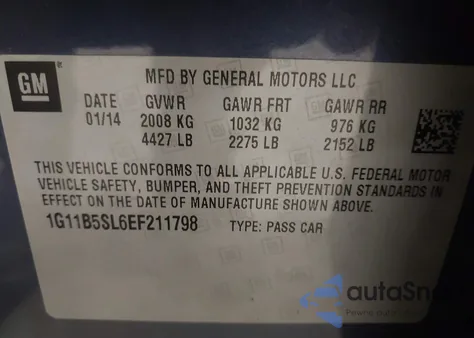 GM
MFD BY GENERAL MOTORS LLC
DATE GVWR GAWR FRT GAWR RR
01/14 2008 KG 1032 KG 976 KG
4427 LB 2275 LB 2152 LB
THIS VEHICLE CONFORMS TO ALL APPLICABLE U.S. FEDERAL MOTOR
VEHICLE SAFETY, BUMPER, AND THEFT PREVENTION STANDARDS IN
EFFECT ON THE DATE OF MANUFACTURE SHOWN ABOVE.
1G11B5SL6EF211798 TYPE: PASS CAR